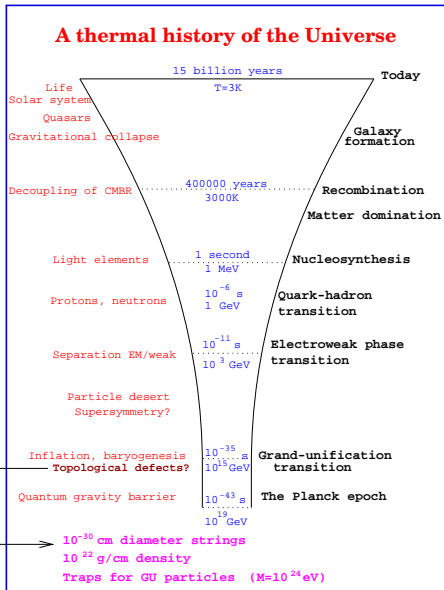 A thermal history of the Universe
15 billion years
Today
T=3K
Life
Solar system
Quasars
Gravitational collapse
Galaxy
formation
400000 years
Decoupling of CMBR
Recombination
3000K
Matter domination
1 second
Light elements
Nucleosynthesis
1 MeV
10^-6 s
Protons, neutrons
1 GeV
Quark-hadron
transition
10^-11 s
Electroweak phase
transition
Separation EM/weak
10^3 GeV
Particle desert
Supersymmetry?
Inflation, baryogenesis
10^-35 s
Grand-unification
transition
Topological defects?
10^15 GeV
Quantum gravity barrier
10^-43 s
The Planck epoch
10^19 GeV
10^-30 cm diameter strings
10^22 g/cm density
Traps for GU particles (M=10^24 eV)